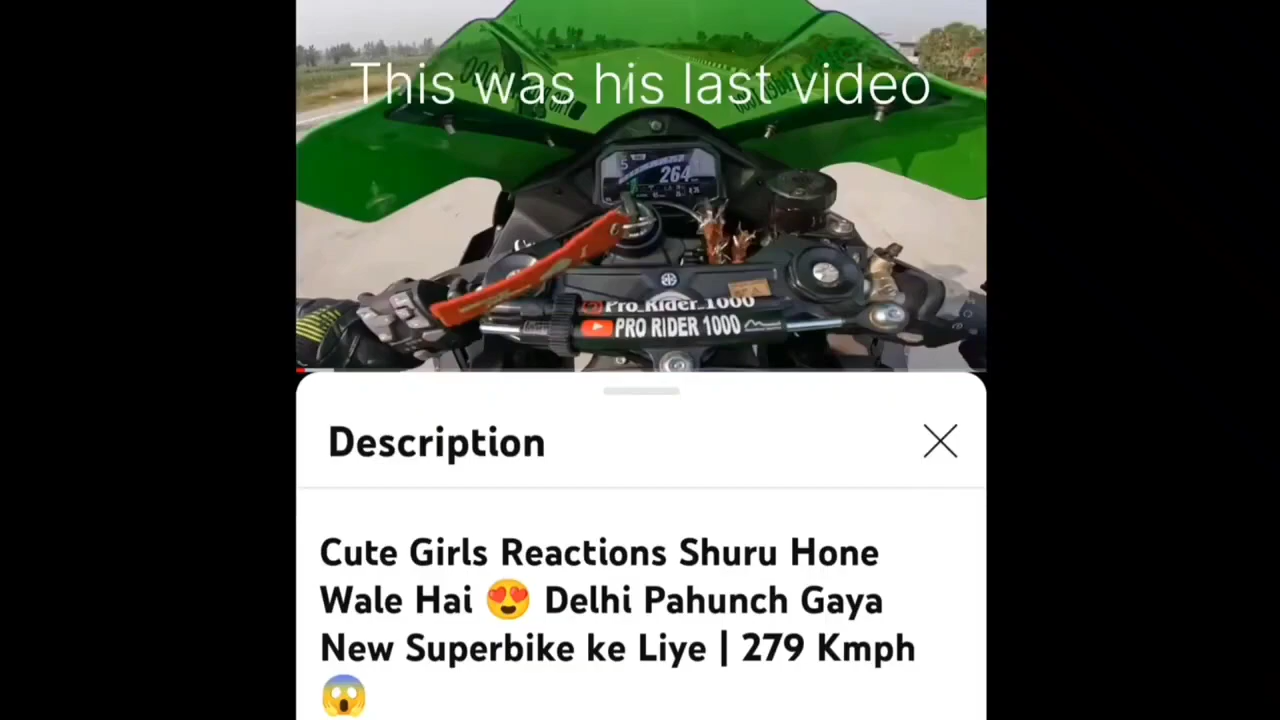 This was his last video
5
264
Pro_Rider_1000
PRO RIDER 1000
Description
Cute Girls Reactions Shuru Hone
Wale Hai 😍 Delhi Pahunch Gaya
New Superbike ke Liye | 279 Kmph
😱